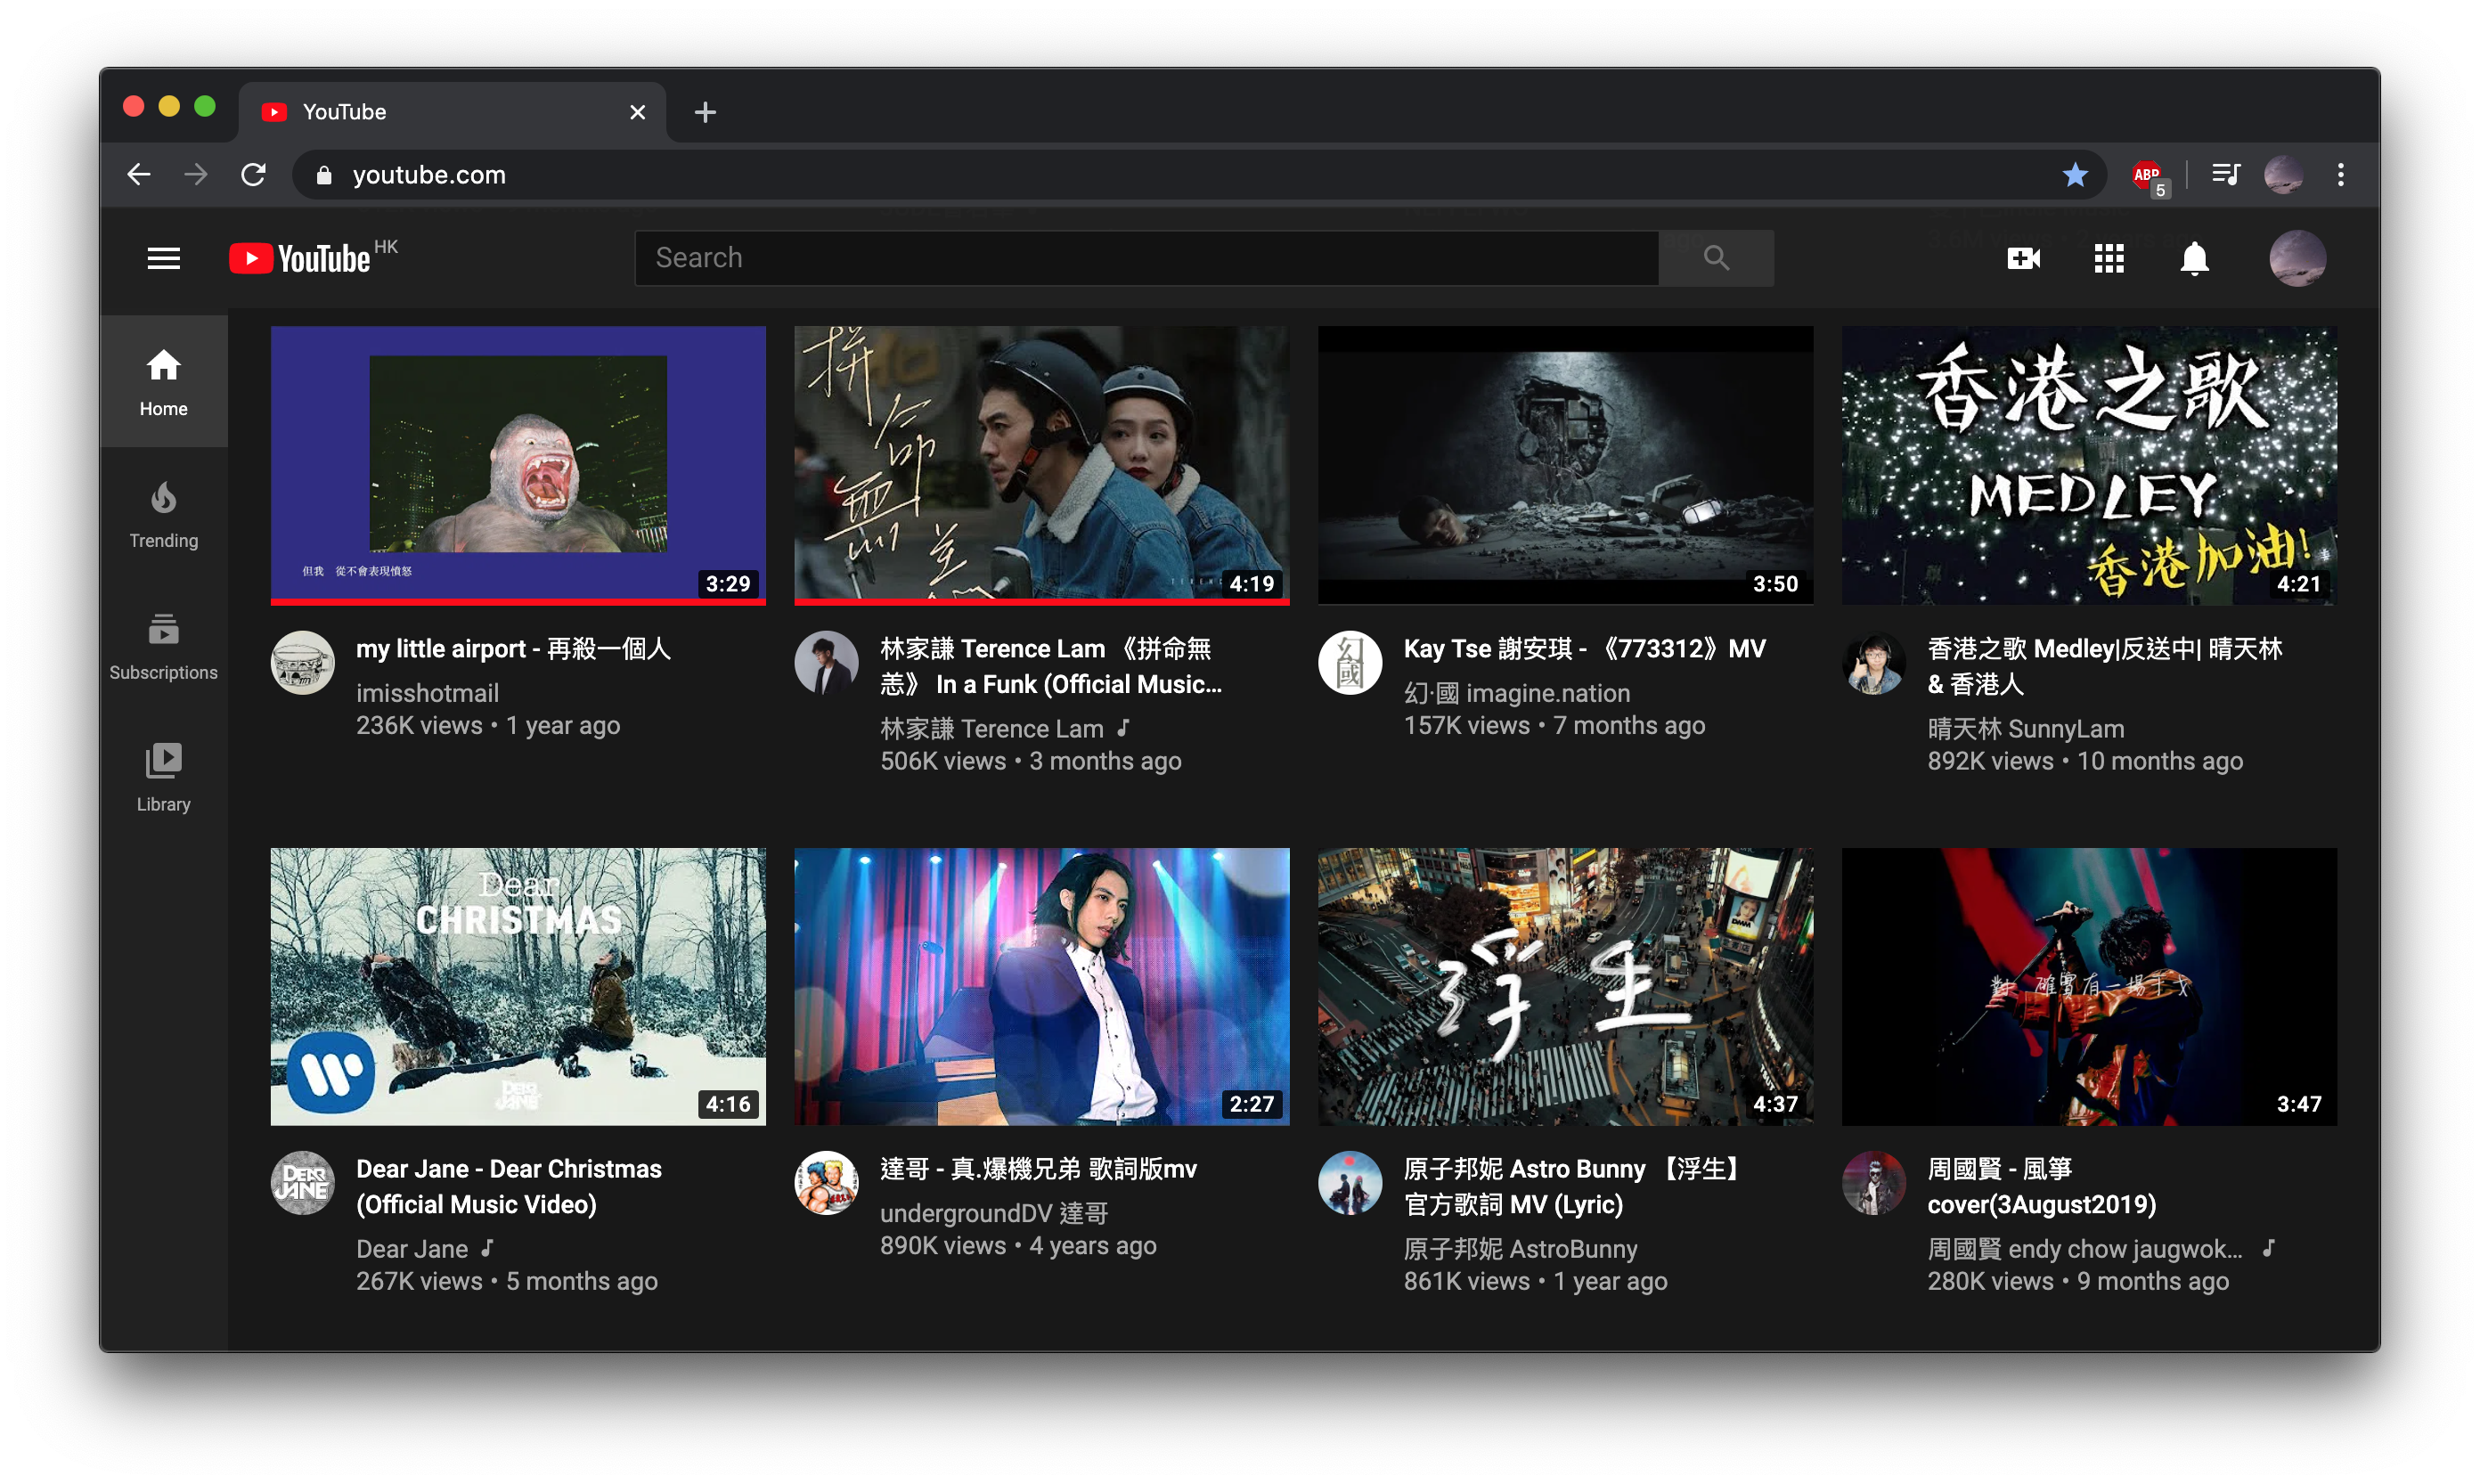 YouTube
youtube.com
ABP
5
YouTube HK
Search
Home
Trending
Subscriptions
Library
但我 從不會表現憤怒
3:29
my little airport - 再殺一個人
imisshotmail
236K views • 1 year ago
拼命無恙
4:19
林家謙 Terence Lam 《拼命無
恙》 In a Funk (Official Music...
林家謙 Terence Lam
506K views • 3 months ago
3:50
Kay Tse 謝安琪 - 《773312》MV
幻·國 imagine.nation
157K views • 7 months ago
香港之歌
MEDLEY
香港加油!
4:21
香港之歌 Medley|反送中| 晴天林
& 香港人
晴天林 SunnyLam
892K views • 10 months ago
Dear
CHRISTMAS
DEAR
JANE
4:16
DEAR
JANE
Dear Jane - Dear Christmas
(Official Music Video)
Dear Jane
267K views • 5 months ago
2:27
達哥 - 真.爆機兄弟 歌詞版mv
undergroundDV 達哥
890K views • 4 years ago
浮生
4:37
原子邦妮 Astro Bunny 【浮生】
官方歌詞 MV (Lyric)
原子邦妮 AstroBunny
861K views • 1 year ago
對 確實有一場干戈
3:47
周國賢 - 風箏
cover(3August2019)
周國賢 endy chow jaugwok...
280K views • 9 months ago